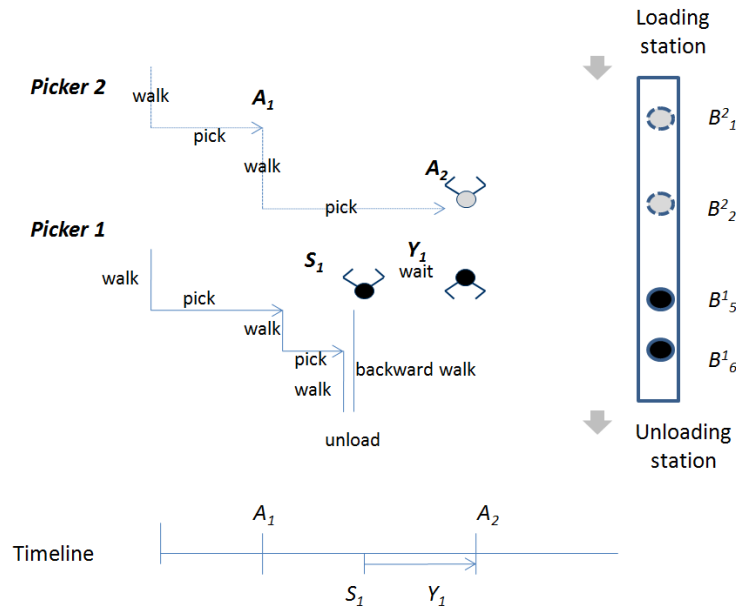 Loading
station
Picker 2
walk
A1
pick
walk
A2
pick
B²1
B²2
Picker 1
S1
Y1
wait
walk
pick
walk
pick
walk
backward walk
unload
B¹5
B¹6
Unloading
station
A1
A2
Timeline
S1
Y1